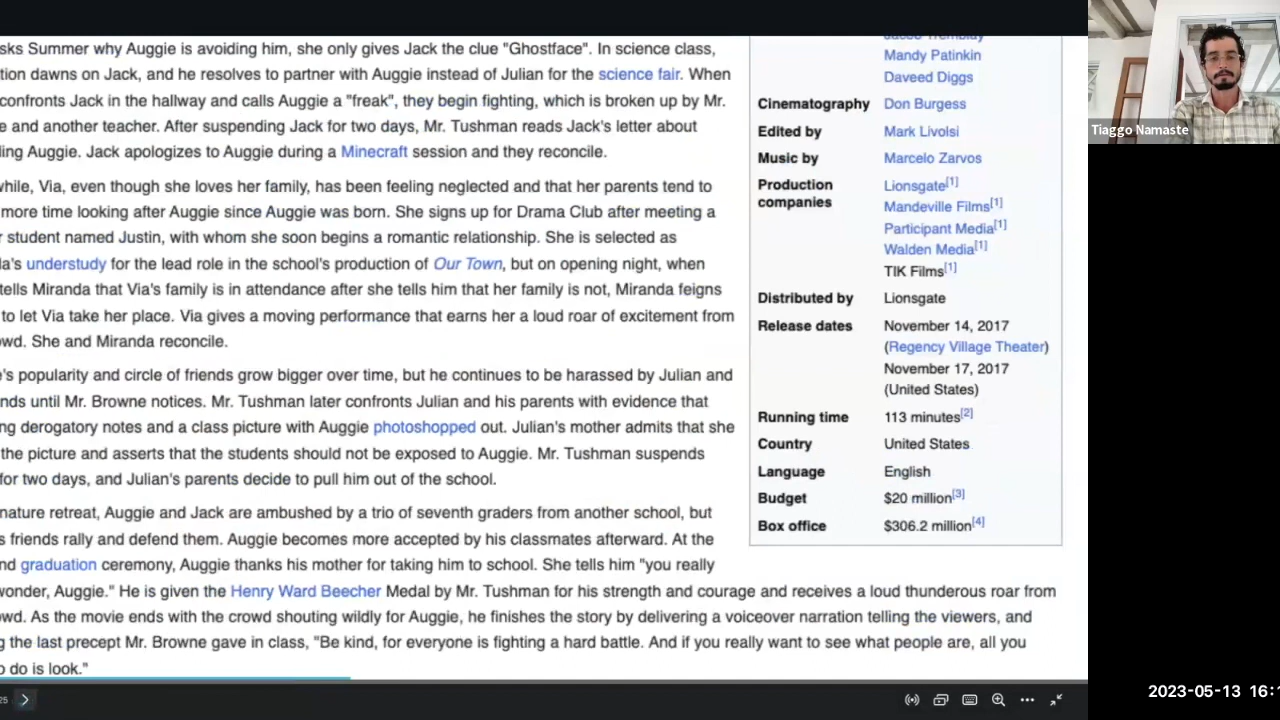 sks Summer why Auggie is avoiding him, she only gives Jack the clue "Ghostface". In science class,
tion dawns on Jack, and he resolves to partner with Auggie instead of Julian for the science fair. When
confronts Jack in the hallway and calls Auggie a "freak", they begin fighting, which is broken up by Mr.
e and another teacher. After suspending Jack for two days, Mr. Tushman reads Jack's letter about
ling Auggie. Jack apologizes to Auggie during a Minecraft session and they reconcile.
while, Via, even though she loves her family, has been feeling neglected and that her parents tend to
more time looking after Auggie since Auggie was born. She signs up for Drama Club after meeting a
r student named Justin, with whom she soon begins a romantic relationship. She is selected as
la's understudy for the lead role in the school's production of Our Town, but on opening night, when
tells Miranda that Via's family is in attendance after she tells him that her family is not, Miranda feigns
to let Via take her place. Via gives a moving performance that earns her a loud roar of excitement from
owd. She and Miranda reconcile.
e's popularity and circle of friends grow bigger over time, but he continues to be harassed by Julian and
nds until Mr. Browne notices. Mr. Tushman later confronts Julian and his parents with evidence that
ng derogatory notes and a class picture with Auggie photoshopped out. Julian's mother admits that she
the picture and asserts that the students should not be exposed to Auggie. Mr. Tushman suspends
for two days, and Julian's parents decide to pull him out of the school.
nature retreat, Auggie and Jack are ambushed by a trio of seventh graders from another school, but
s friends rally and defend them. Auggie becomes more accepted by his classmates afterward. At the
nd graduation ceremony, Auggie thanks his mother for taking him to school. She tells him "you really
wonder, Auggie." He is given the Henry Ward Beecher Medal by Mr. Tushman for his strength and courage and receives a loud thunderous roar from
owd. As the movie ends with the crowd shouting wildly for Auggie, he finishes the story by delivering a voiceover narration telling the viewers, and
g the last precept Mr. Browne gave in class, "Be kind, for everyone is fighting a hard battle. And if you really want to see what people are, all you
o do is look."
Jacob Tremblay
Mandy Patinkin
Daveed Diggs
Cinematography Don Burgess
Edited by Mark Livolsi
Music by Marcelo Zarvos
Production Lionsgate[1]
companies Mandeville Films[1]
Participant Media[1]
Walden Media[1]
TIK Films[1]
Distributed by Lionsgate
Release dates November 14, 2017
(Regency Village Theater)
November 17, 2017
(United States)
Running time 113 minutes[2]
Country United States
Language English
Budget $20 million[3]
Box office $306.2 million[4]
Tiaggo Namaste
25
2023-05-13 16: